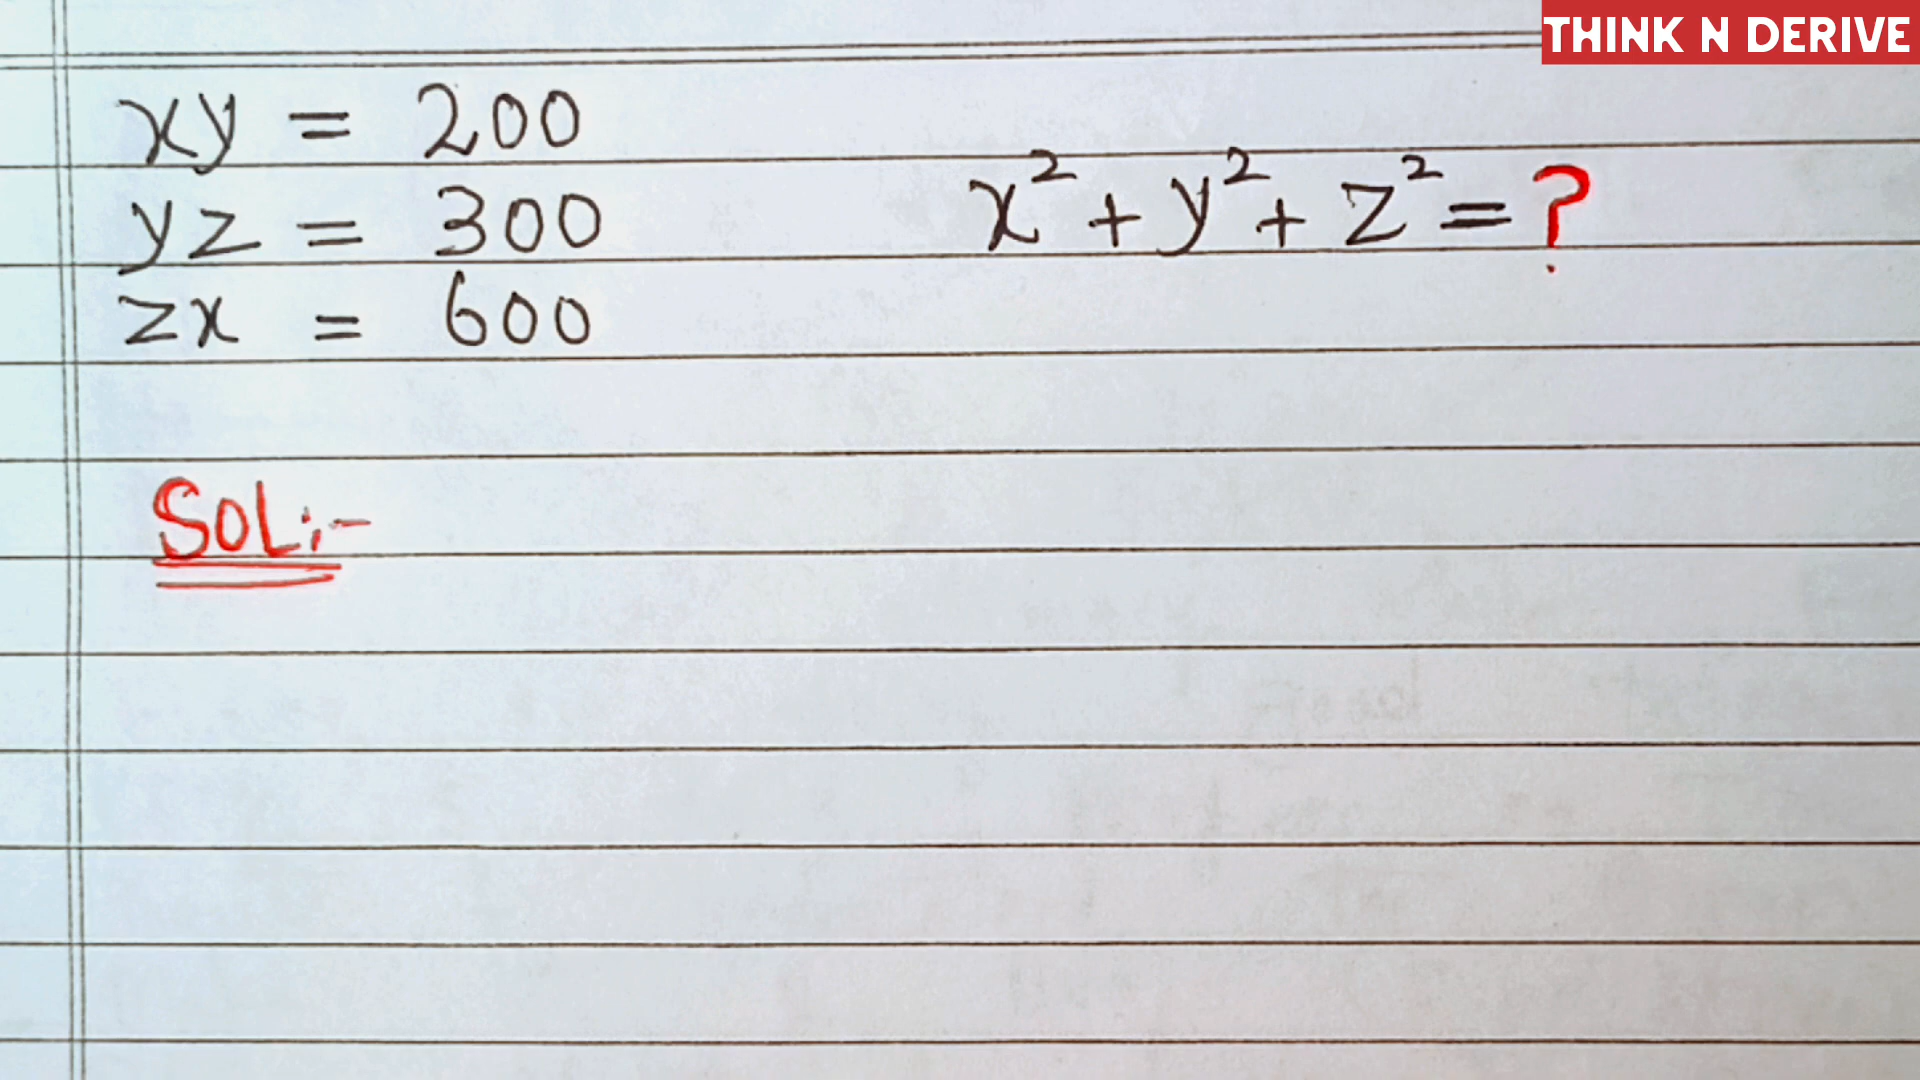 THINK N DERIVE
xy = 200
yz = 300
zx = 600
x² + y² + z² = ?
SOL:-